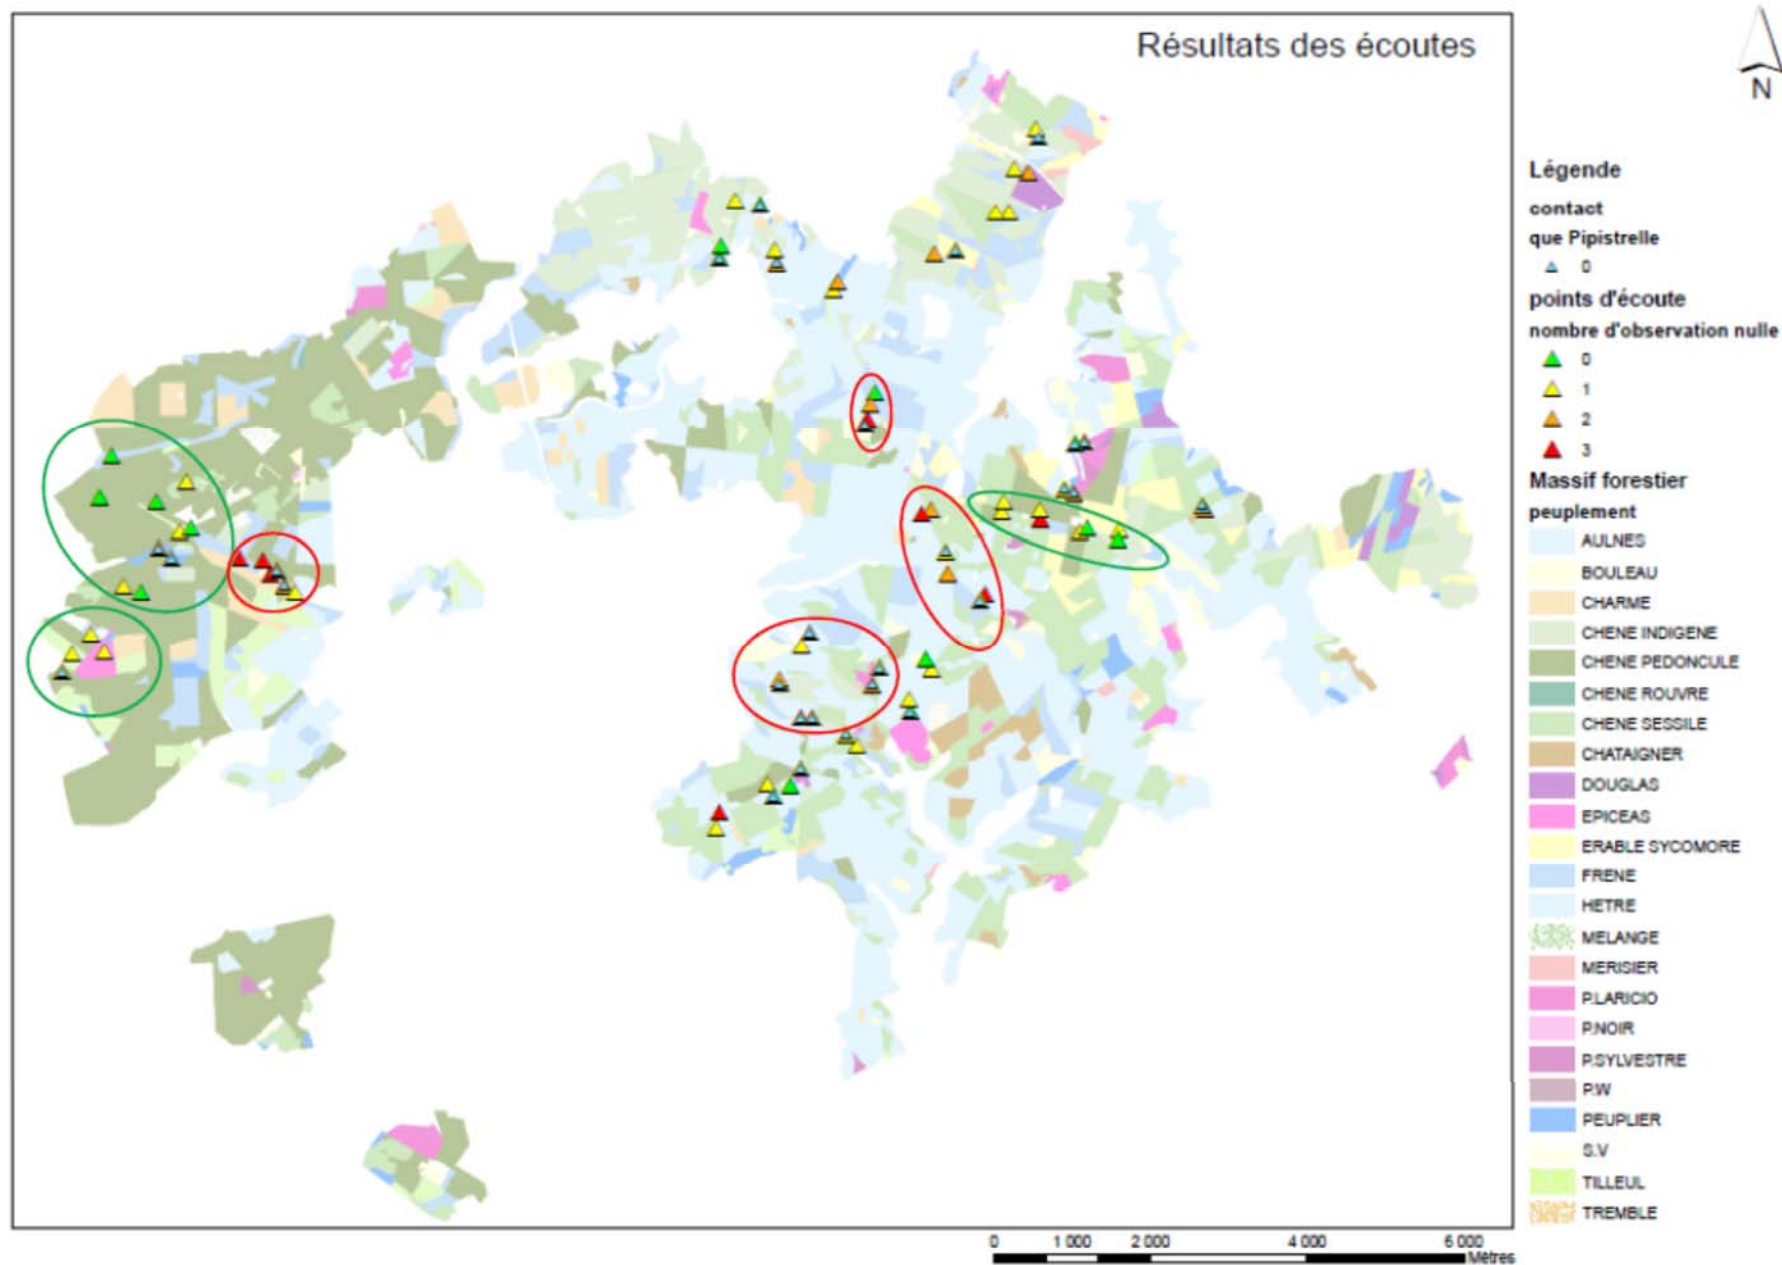 Résultats des écoutes
N
Légende
contact
que Pipistrelle
0
points d'écoute
nombre d'observation nulle
0
1
2
3
Massif forestier
peuplement
AULNES
BOULEAU
CHARME
CHENE INDIGENE
CHENE PEDONCULE
CHENE ROUVRE
CHENE SESSILE
CHATAIGNER
DOUGLAS
EPICEAS
ERABLE SYCOMORE
FRENE
HETRE
MELANGE
MERISIER
P.LARICIO
P.NOIR
P.SYLVESTRE
P.W
PEUPLIER
S.V
TILLEUL
TREMBLE
0 1 000 2 000 4 000 6 000
Mètres